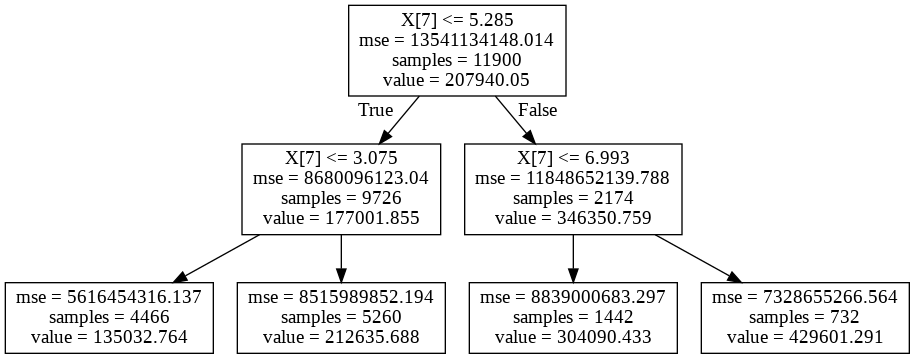 X[7] <= 5.285
mse = 13541134148.014
samples = 11900
value = 207940.05
True
False
X[7] <= 3.075
mse = 8680096123.04
samples = 9726
value = 177001.855
X[7] <= 6.993
mse = 11848652139.788
samples = 2174
value = 346350.759
mse = 5616454316.137
samples = 4466
value = 135032.764
mse = 8515989852.194
samples = 5260
value = 212635.688
mse = 8839000683.297
samples = 1442
value = 304090.433
mse = 7328655266.564
samples = 732
value = 429601.291